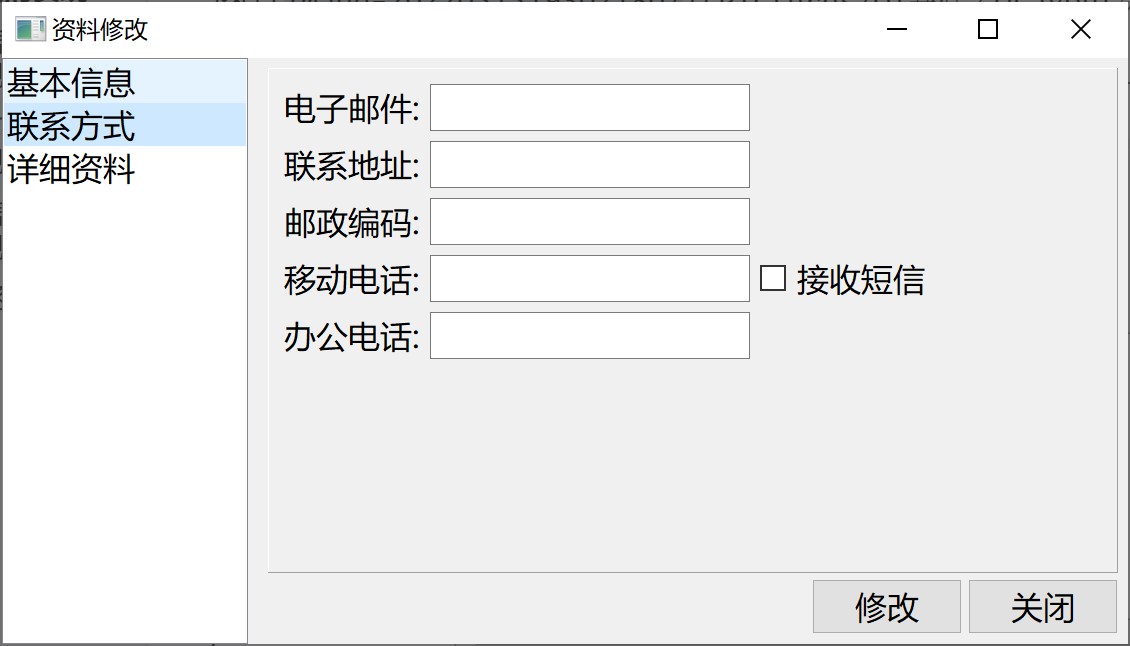 资料修改
基本信息
联系方式
详细资料
电子邮件:
联系地址:
邮政编码:
移动电话:
接收短信
办公电话:
修改
关闭